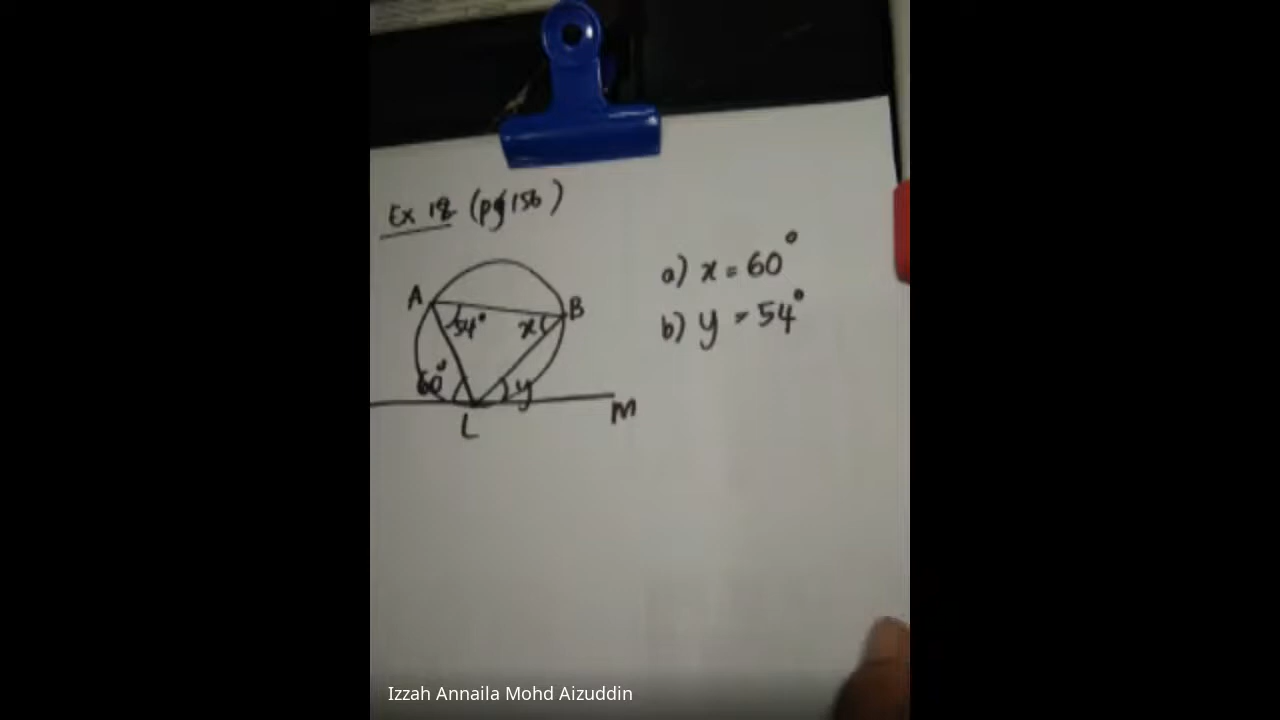 Ex 18 (pg 156)
a) x = 60°
b) y = 54°
A
B
54°
x
60°
y
L
M
Izzah Annaila Mohd Aizuddin